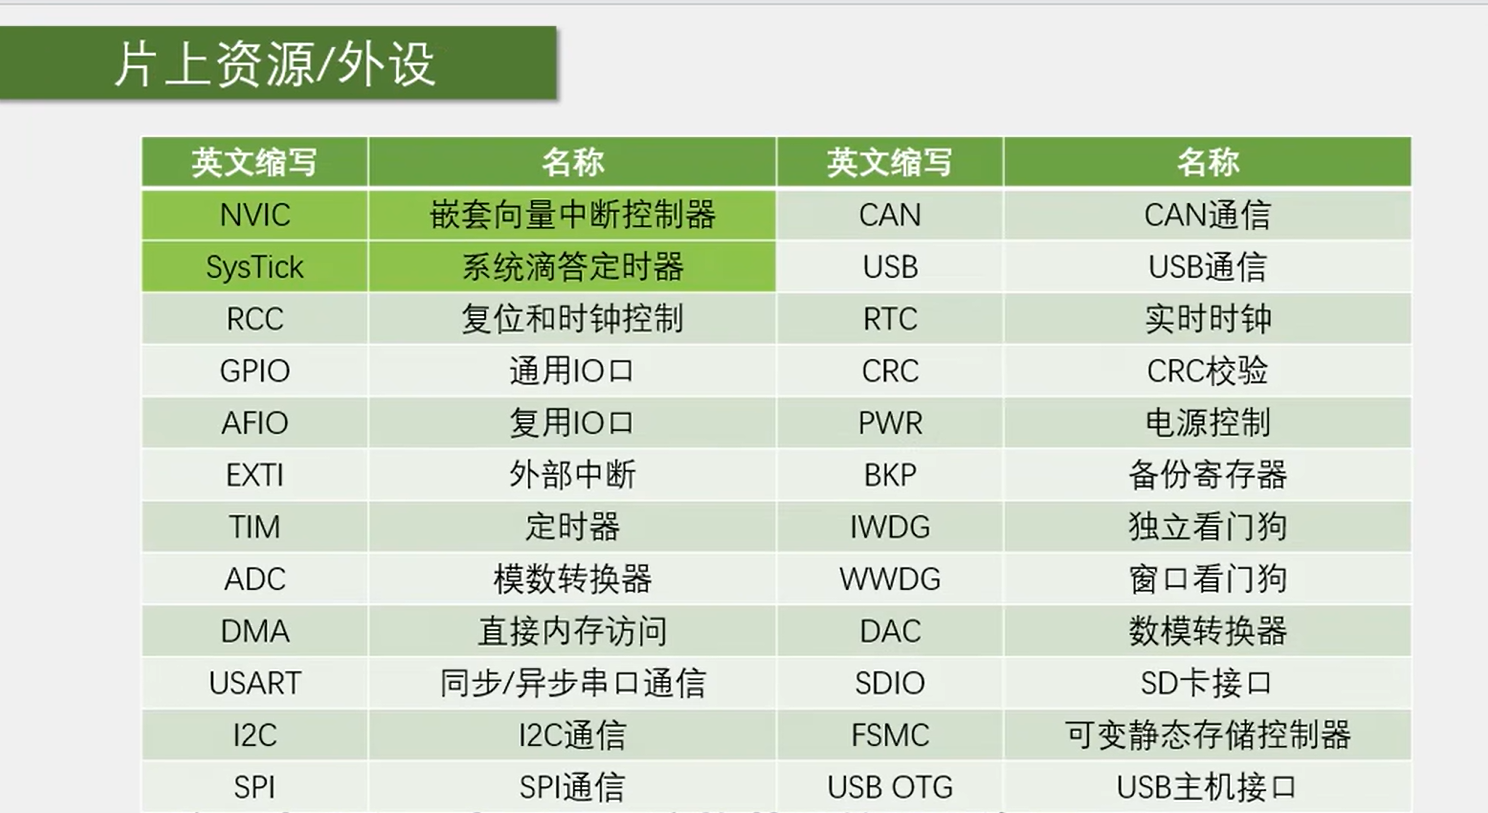 片上资源/外设
英文缩写 名称 英文缩写 名称
NVIC 嵌套向量中断控制器 CAN CAN通信
SysTick 系统滴答定时器 USB USB通信
RCC 复位和时钟控制 RTC 实时时钟
GPIO 通用IO口 CRC CRC校验
AFIO 复用IO口 PWR 电源控制
EXTI 外部中断 BKP 备份寄存器
TIM 定时器 IWDG 独立看门狗
ADC 模数转换器 WWDG 窗口看门狗
DMA 直接内存访问 DAC 数模转换器
USART 同步/异步串口通信 SDIO SD卡接口
I2C I2C通信 FSMC 可变静态存储控制器
SPI SPI通信 USB OTG USB主机接口